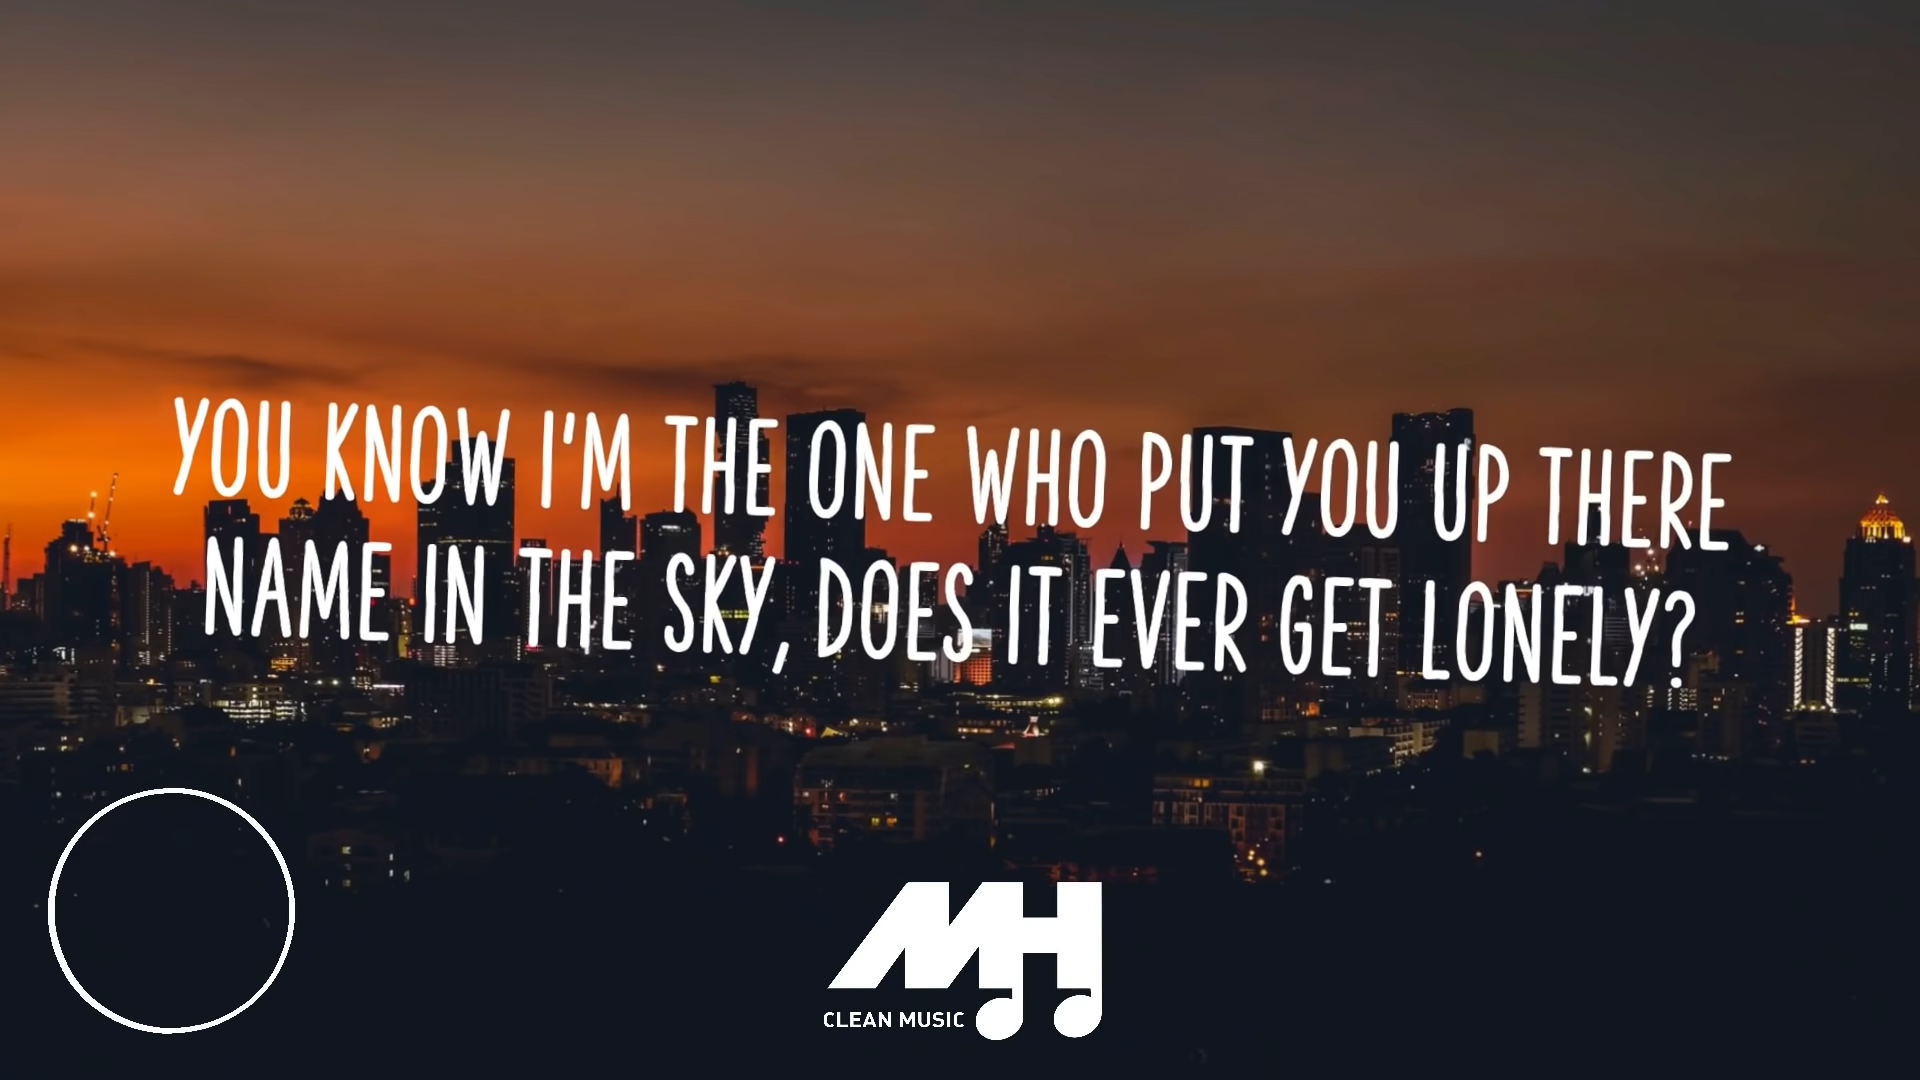 YOU KNOW I'M THE ONE WHO PUT YOU UP THERE
NAME IN THE SKY, DOES IT EVER GET LONELY?
MH
CLEAN MUSIC